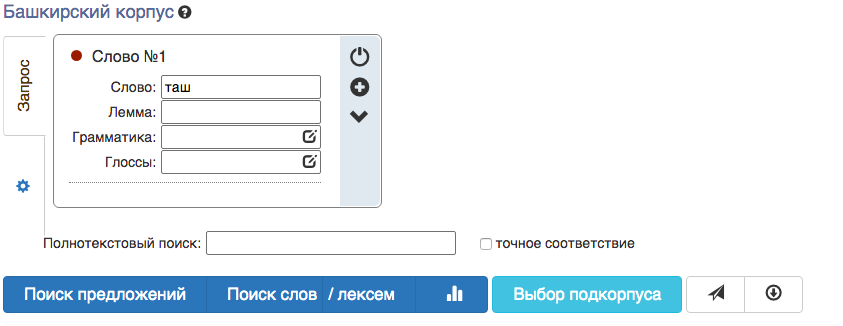 Башкирский корпус
Запрос
Слово №1
Слово: таш
Лемма:
Грамматика:
Глоссы:
Полнотекстовый поиск: точное соответствие
Поиск предложений Поиск слов / лексем Выбор подкорпуса